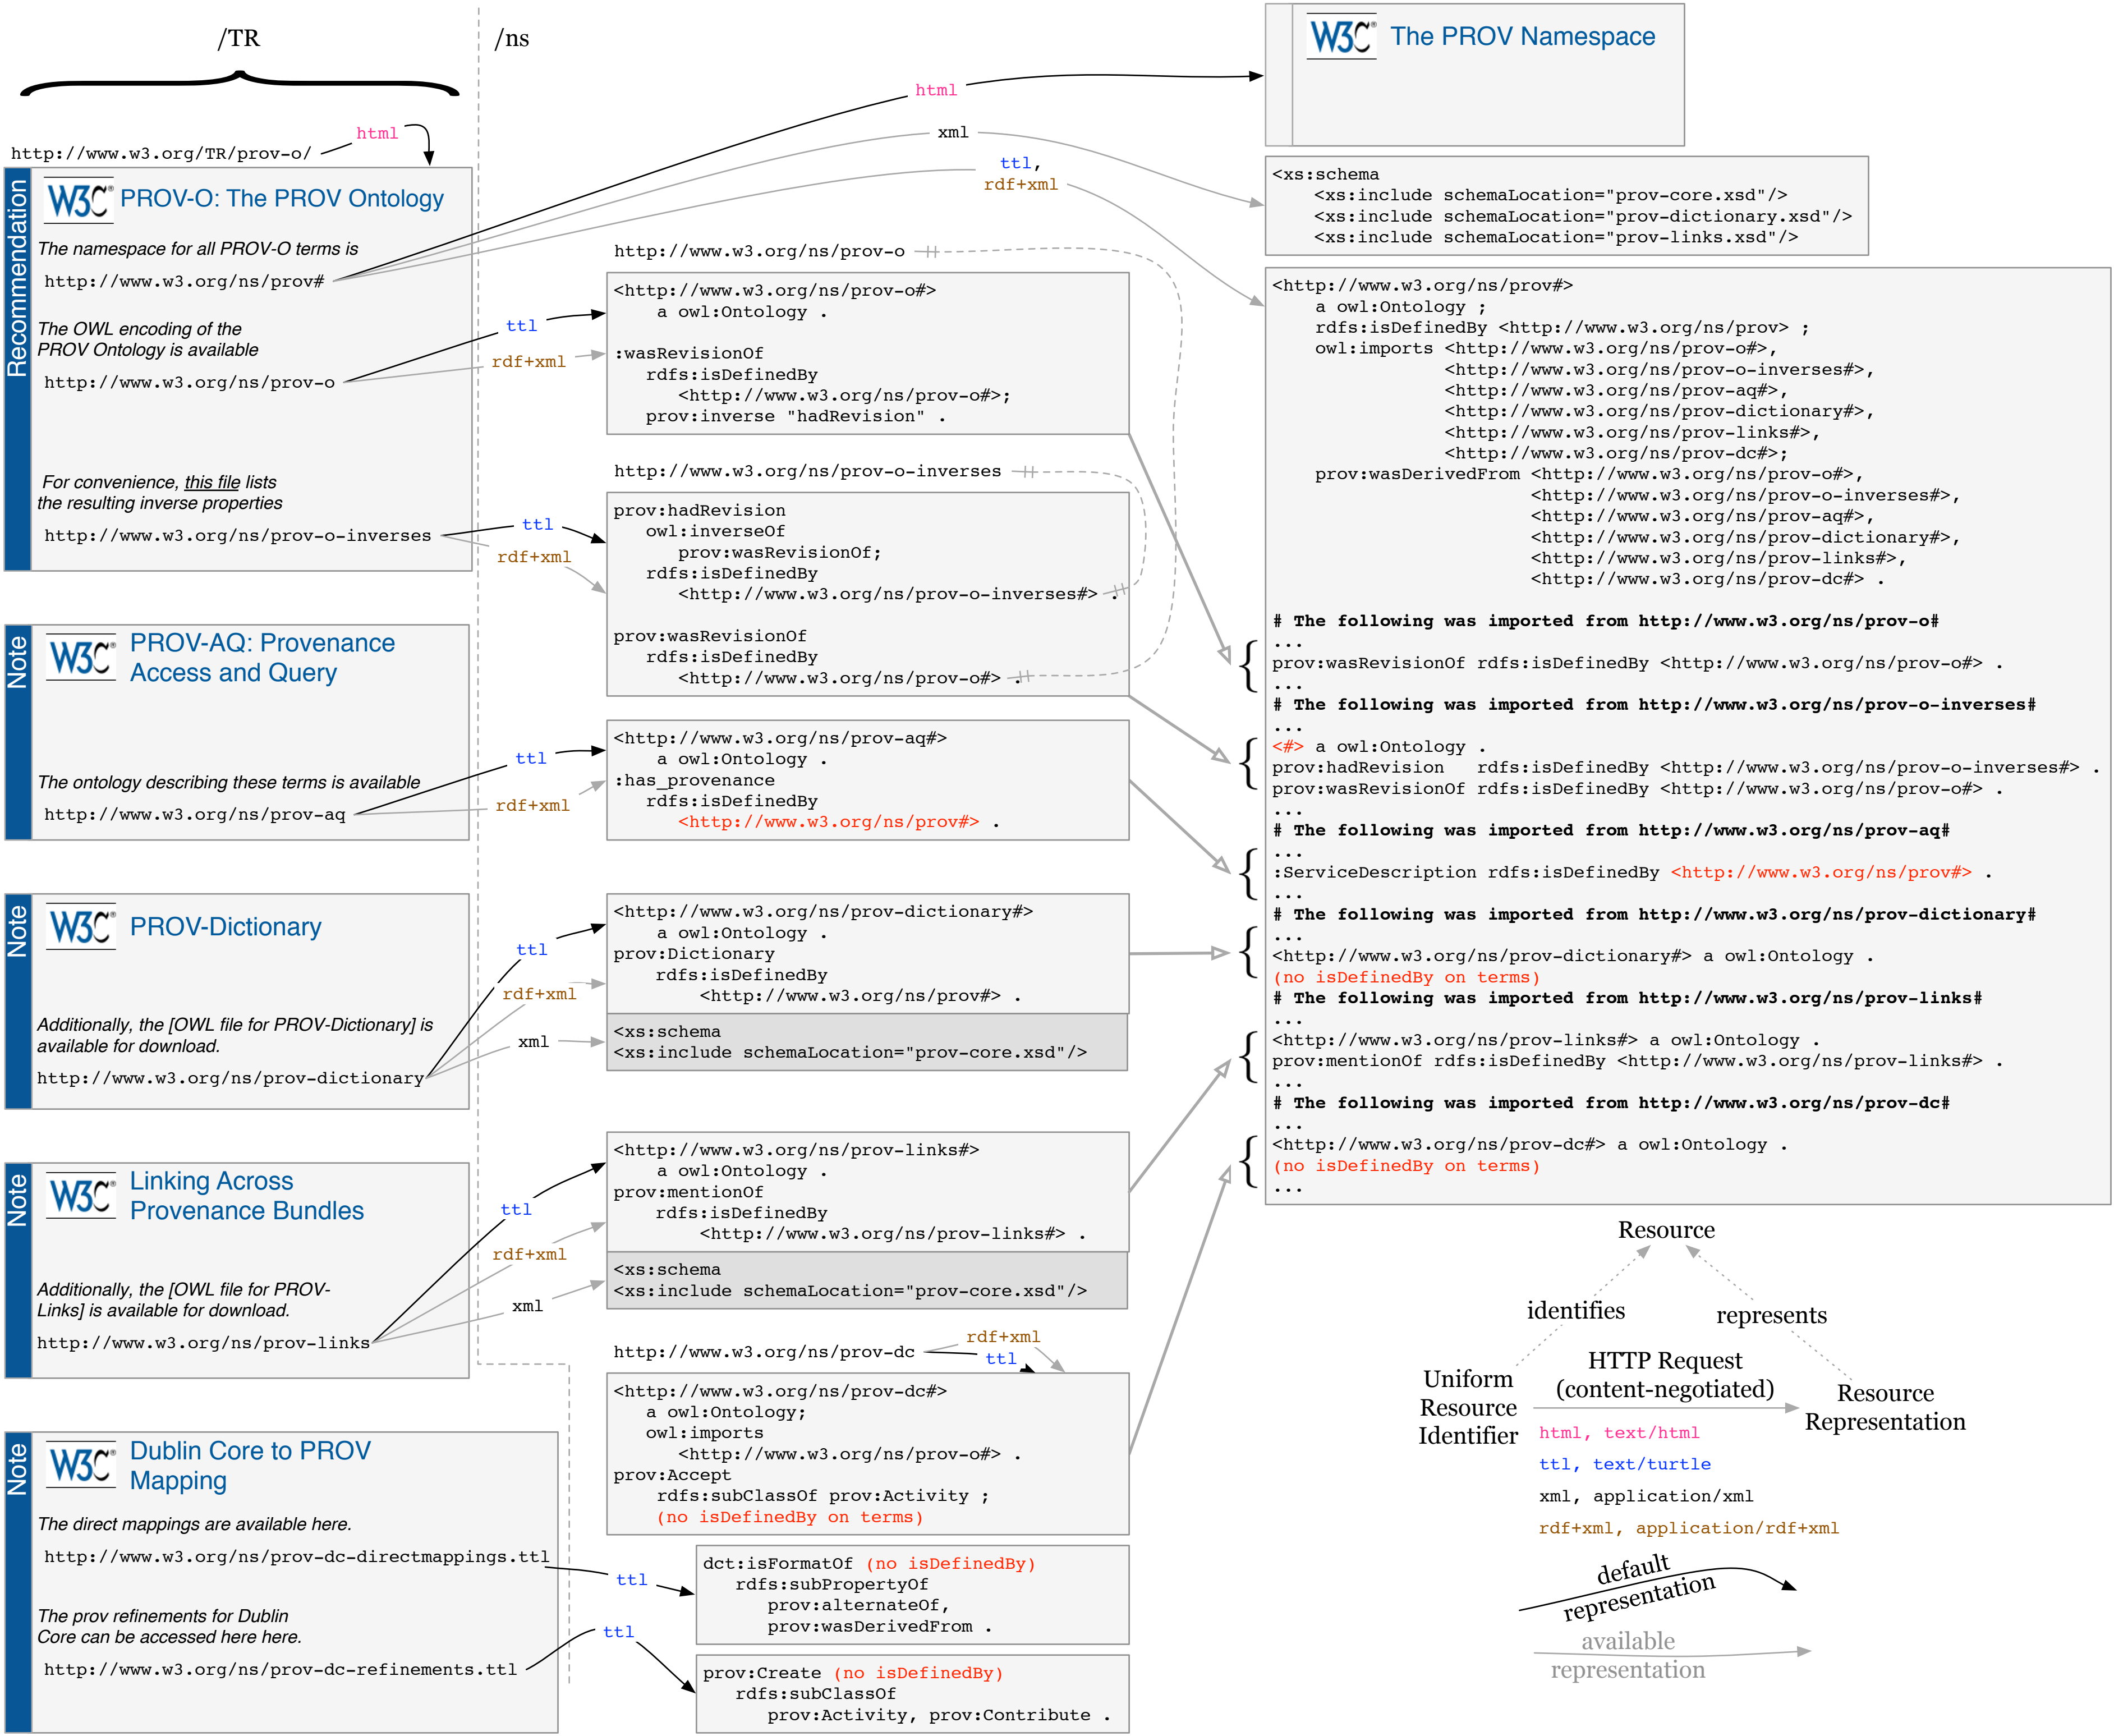 /TR
/ns
http://www.w3.org/TR/prov-o/
html
Recommendation
W3C®
PROV-O: The PROV Ontology
The namespace for all PROV-O terms is
http://www.w3.org/ns/prov#
The OWL encoding of the
PROV Ontology is available
http://www.w3.org/ns/prov-o
For convenience, this file lists
the resulting inverse properties
http://www.w3.org/ns/prov-o-inverses
Note
W3C®
PROV-AQ: Provenance
Access and Query
The ontology describing these terms is available
http://www.w3.org/ns/prov-aq
Note
W3C®
PROV-Dictionary
Additionally, the [OWL file for PROV-Dictionary] is
available for download.
http://www.w3.org/ns/prov-dictionary
Note
W3C®
Linking Across
Provenance Bundles
Additionally, the [OWL file for PROV-
Links] is available for download.
http://www.w3.org/ns/prov-links
Note
W3C®
Dublin Core to PROV
Mapping
The direct mappings are available here.
http://www.w3.org/ns/prov-dc-directmappings.ttl
The prov refinements for Dublin
Core can be accessed here here.
http://www.w3.org/ns/prov-dc-refinements.ttl
html
xml
ttl,
rdf+xml
ttl
rdf+xml
ttl
rdf+xml
ttl
rdf+xml
ttl
rdf+xml
xml
ttl
rdf+xml
xml
ttl
ttl
http://www.w3.org/ns/prov-o
<http://www.w3.org/ns/prov-o#>
a owl:Ontology .
:wasRevisionOf
rdfs:isDefinedBy
<http://www.w3.org/ns/prov-o#>;
prov:inverse "hadRevision" .
http://www.w3.org/ns/prov-o-inverses
prov:hadRevision
owl:inverseOf
prov:wasRevisionOf;
rdfs:isDefinedBy
<http://www.w3.org/ns/prov-o-inverses#> .
prov:wasRevisionOf
rdfs:isDefinedBy
<http://www.w3.org/ns/prov-o#> .
<http://www.w3.org/ns/prov-aq#>
a owl:Ontology .
:has_provenance
rdfs:isDefinedBy
<http://www.w3.org/ns/prov#> .
<http://www.w3.org/ns/prov-dictionary#>
a owl:Ontology .
prov:Dictionary
rdfs:isDefinedBy
<http://www.w3.org/ns/prov#> .
<xs:schema
<xs:include schemaLocation="prov-core.xsd"/>
<http://www.w3.org/ns/prov-links#>
a owl:Ontology .
prov:mentionOf
rdfs:isDefinedBy
<http://www.w3.org/ns/prov-links#> .
<xs:schema
<xs:include schemaLocation="prov-core.xsd"/>
http://www.w3.org/ns/prov-dc
rdf+xml
ttl
<http://www.w3.org/ns/prov-dc#>
a owl:Ontology;
owl:imports
<http://www.w3.org/ns/prov-o#> .
prov:Accept
rdfs:subClassOf prov:Activity ;
(no isDefinedBy on terms)
dct:isFormatOf (no isDefinedBy)
rdfs:subPropertyOf
prov:alternateOf,
prov:wasDerivedFrom .
prov:Create (no isDefinedBy)
rdfs:subClassOf
prov:Activity, prov:Contribute .
W3C®
The PROV Namespace
<xs:schema
<xs:include schemaLocation="prov-core.xsd"/>
<xs:include schemaLocation="prov-dictionary.xsd"/>
<xs:include schemaLocation="prov-links.xsd"/>
<http://www.w3.org/ns/prov#>
a owl:Ontology ;
rdfs:isDefinedBy <http://www.w3.org/ns/prov> ;
owl:imports <http://www.w3.org/ns/prov-o#>,
<http://www.w3.org/ns/prov-o-inverses#>,
<http://www.w3.org/ns/prov-aq#>,
<http://www.w3.org/ns/prov-dictionary#>,
<http://www.w3.org/ns/prov-links#>,
<http://www.w3.org/ns/prov-dc#>;
prov:wasDerivedFrom <http://www.w3.org/ns/prov-o#>,
<http://www.w3.org/ns/prov-o-inverses#>,
<http://www.w3.org/ns/prov-aq#>,
<http://www.w3.org/ns/prov-dictionary#>,
<http://www.w3.org/ns/prov-links#>,
<http://www.w3.org/ns/prov-dc#> .
# The following was imported from http://www.w3.org/ns/prov-o#
...
prov:wasRevisionOf rdfs:isDefinedBy <http://www.w3.org/ns/prov-o#> .
...
# The following was imported from http://www.w3.org/ns/prov-o-inverses#
...
<#> a owl:Ontology .
prov:hadRevision rdfs:isDefinedBy <http://www.w3.org/ns/prov-o-inverses#> .
prov:wasRevisionOf rdfs:isDefinedBy <http://www.w3.org/ns/prov-o#> .
...
# The following was imported from http://www.w3.org/ns/prov-aq#
...
:ServiceDescription rdfs:isDefinedBy <http://www.w3.org/ns/prov#> .
...
# The following was imported from http://www.w3.org/ns/prov-dictionary#
...
<http://www.w3.org/ns/prov-dictionary#> a owl:Ontology .
(no isDefinedBy on terms)
# The following was imported from http://www.w3.org/ns/prov-links#
...
<http://www.w3.org/ns/prov-links#> a owl:Ontology .
prov:mentionOf rdfs:isDefinedBy <http://www.w3.org/ns/prov-links#> .
...
# The following was imported from http://www.w3.org/ns/prov-dc#
...
<http://www.w3.org/ns/prov-dc#> a owl:Ontology .
(no isDefinedBy on terms)
...
Resource
identifies
represents
HTTP Request
(content-negotiated)
Uniform
Resource
Identifier
Resource
Representation
html, text/html
ttl, text/turtle
xml, application/xml
rdf+xml, application/rdf+xml
default
representation
available
representation